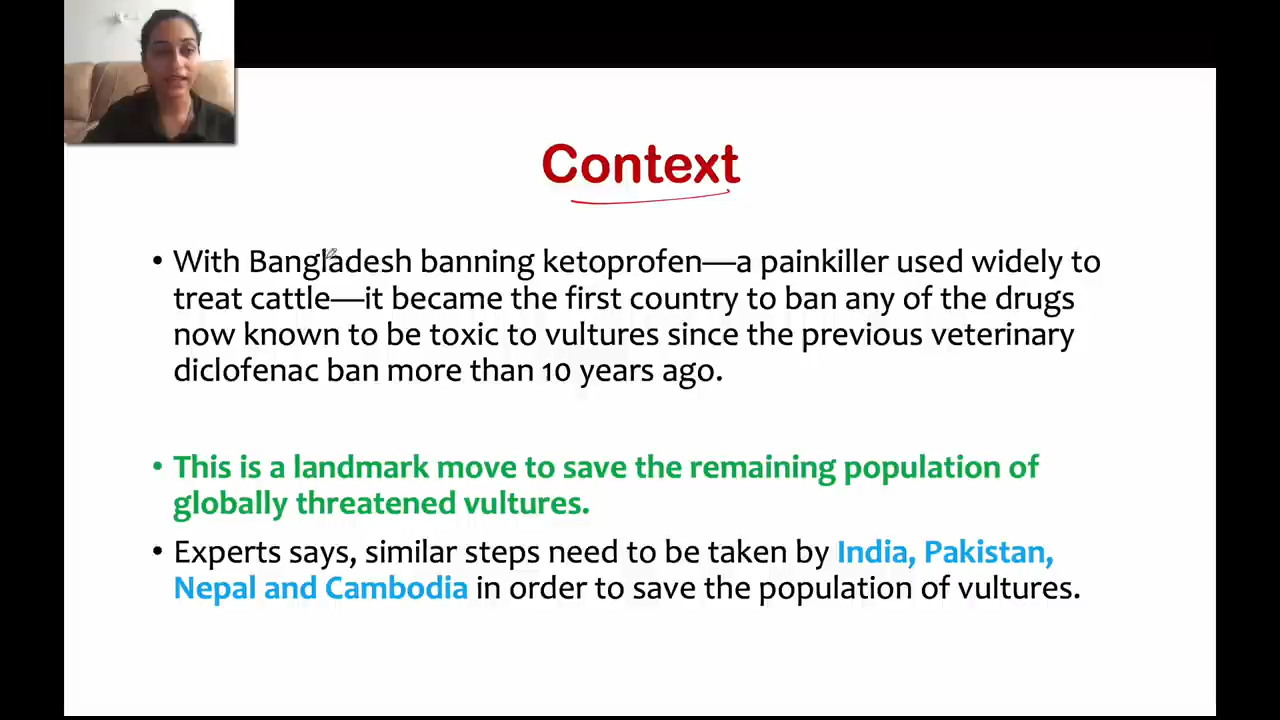 Context
• With Bangladesh banning ketoprofen—a painkiller used widely to
treat cattle—it became the first country to ban any of the drugs
now known to be toxic to vultures since the previous veterinary
diclofenac ban more than 10 years ago.
• This is a landmark move to save the remaining population of
globally threatened vultures.
• Experts says, similar steps need to be taken by India, Pakistan,
Nepal and Cambodia in order to save the population of vultures.